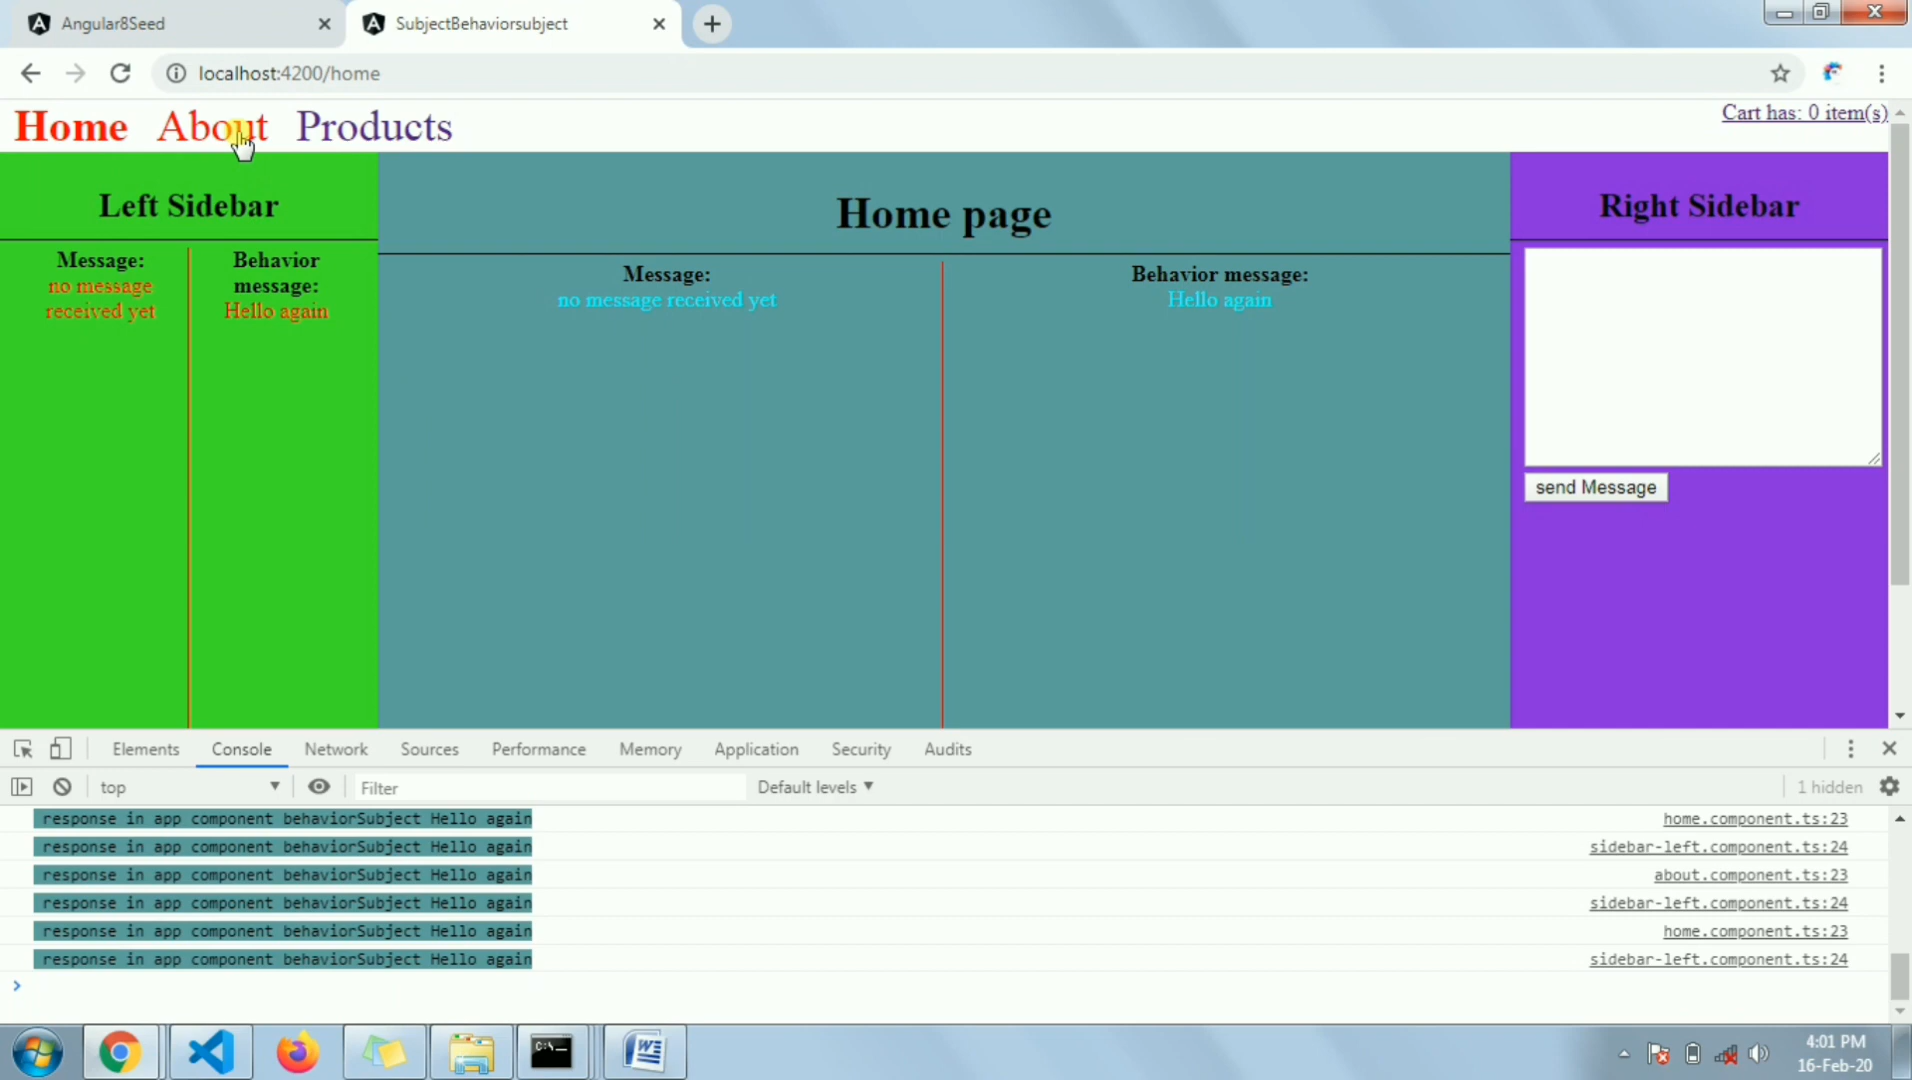 Angular8Seed
SubjectBehaviorsubject
localhost:4200/home
Home About Products
Cart has: 0 item(s)
Left Sidebar
Message:
no message
received yet
Behavior
message:
Hello again
Home page
Message:
no message received yet
Behavior message:
Hello again
Right Sidebar
send Message
Elements Console Network Sources Performance Memory Application Security Audits
top Filter Default levels 1 hidden
response in app component behaviorSubject Hello again home.component.ts:23
response in app component behaviorSubject Hello again sidebar-left.component.ts:24
response in app component behaviorSubject Hello again about.component.ts:23
response in app component behaviorSubject Hello again sidebar-left.component.ts:24
response in app component behaviorSubject Hello again home.component.ts:23
response in app component behaviorSubject Hello again sidebar-left.component.ts:24
C:\
4:01 PM
16-Feb-20